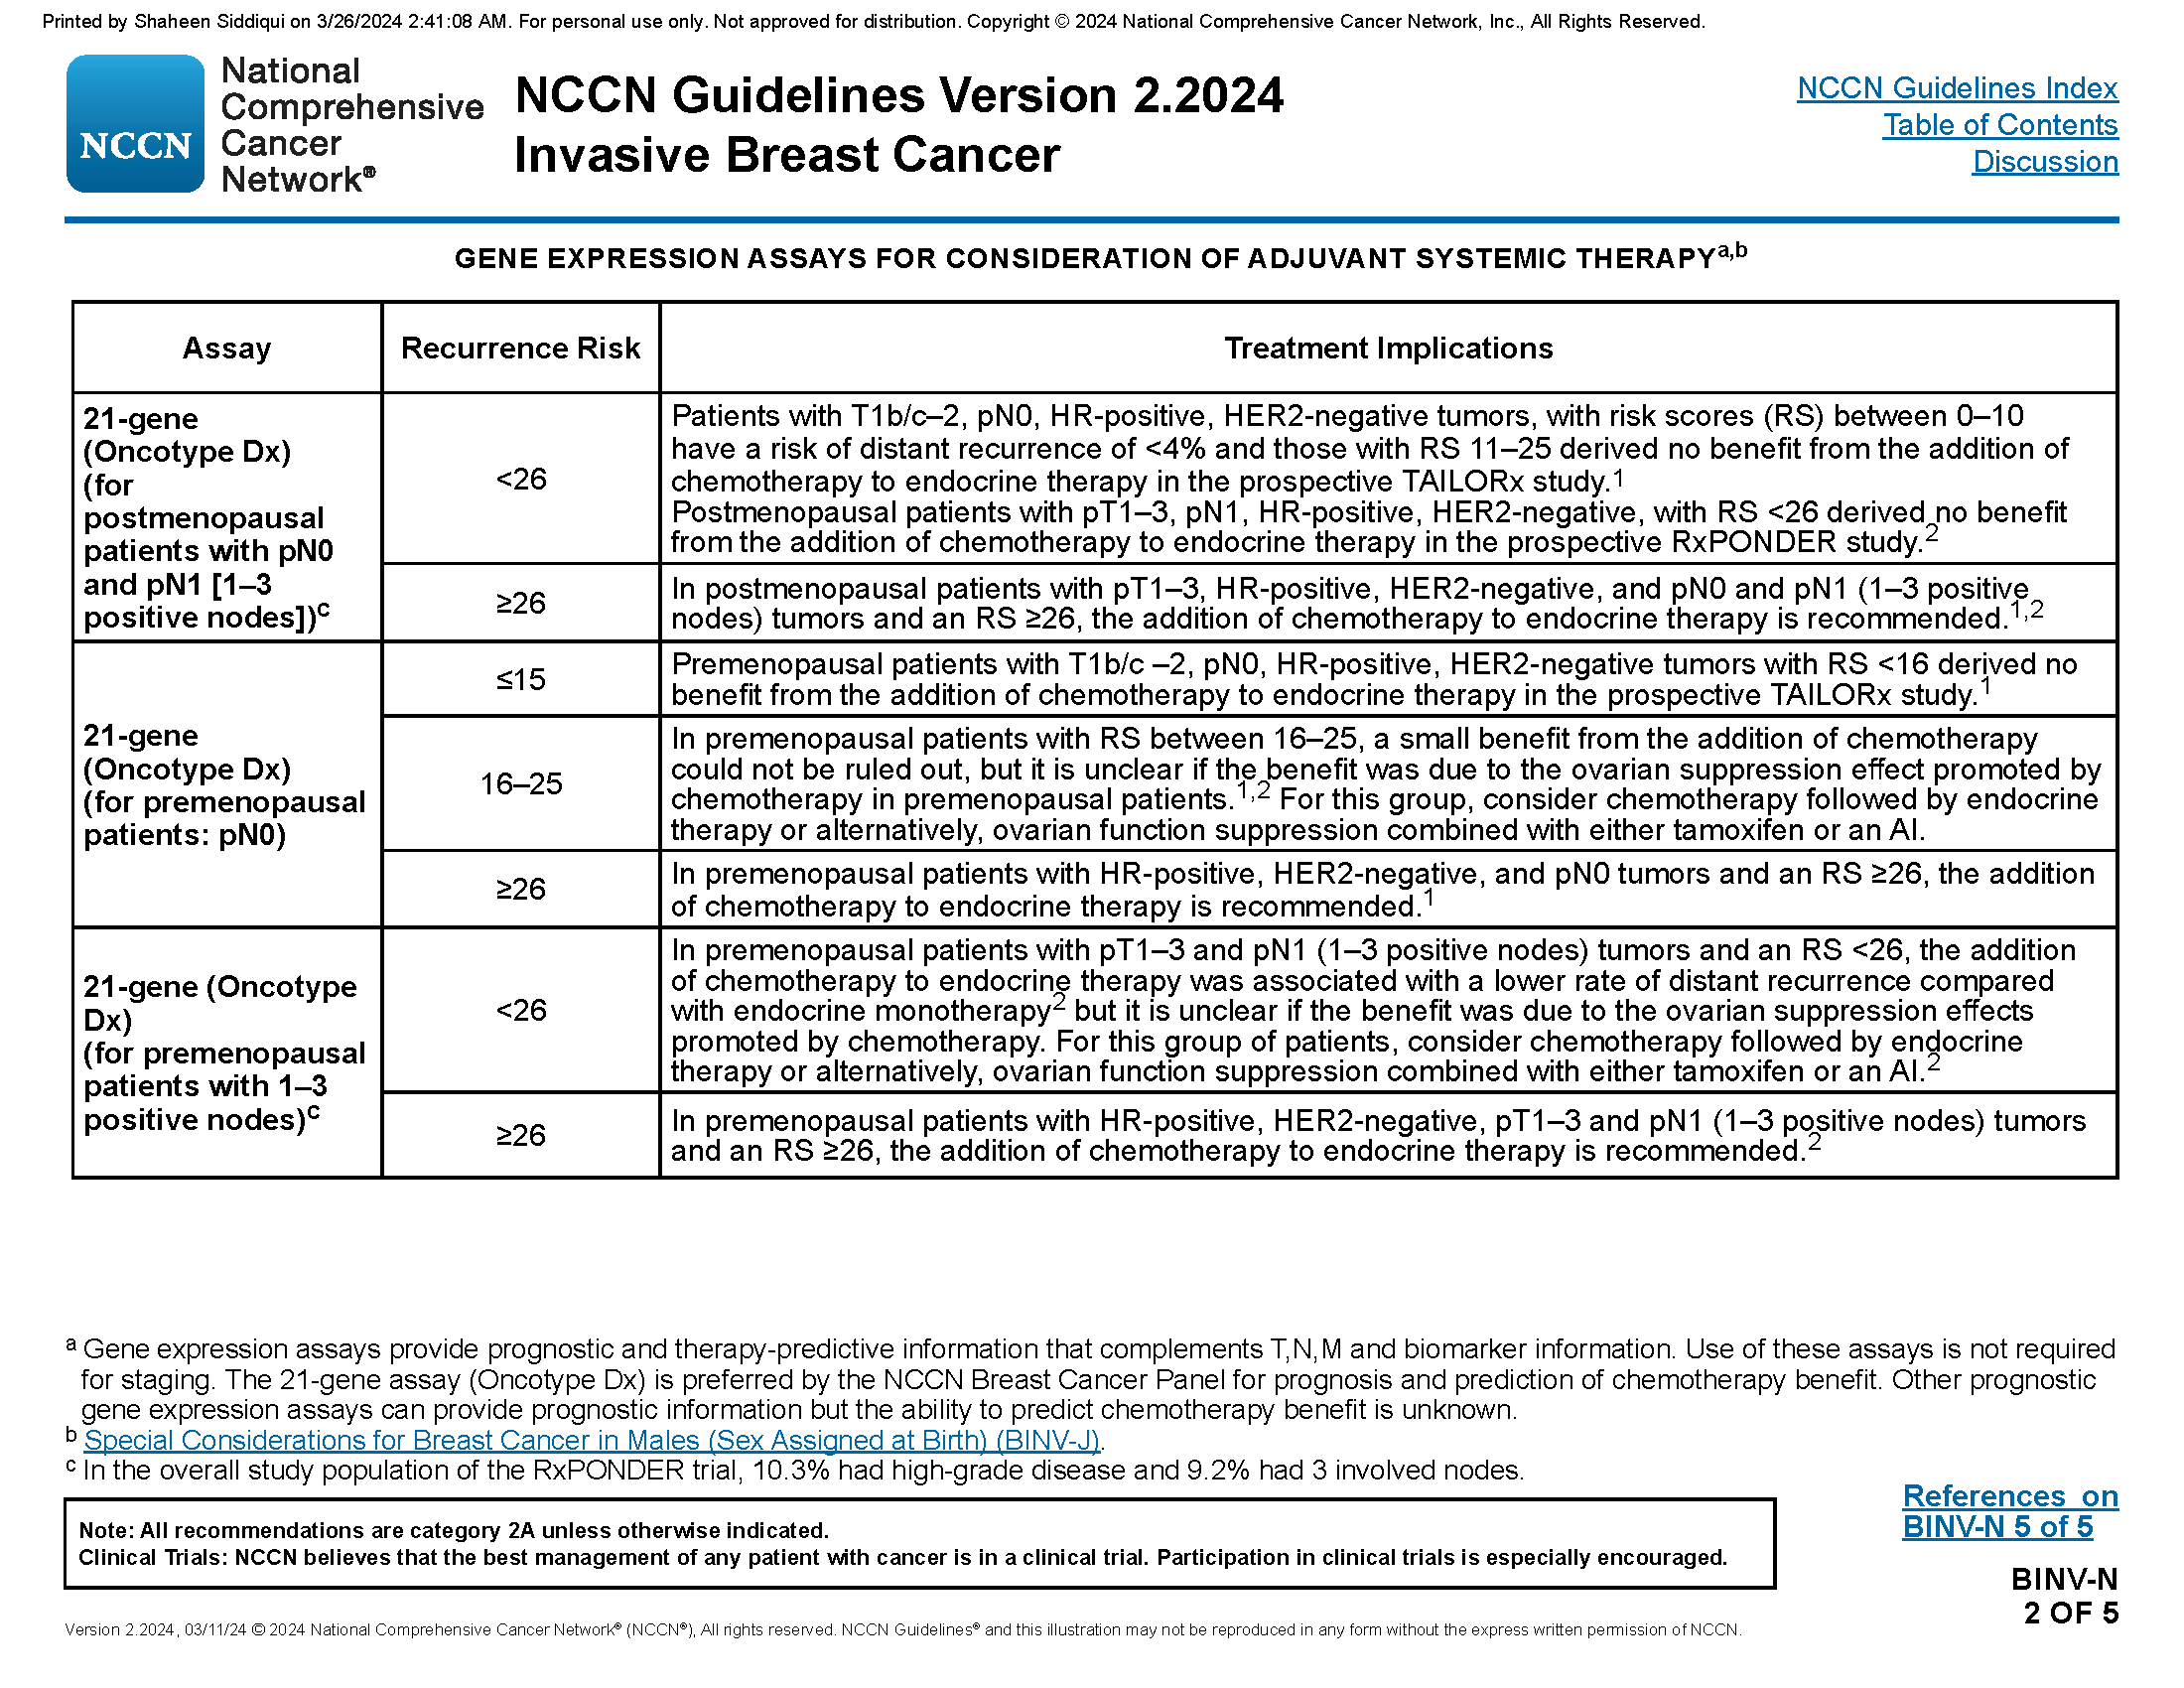 Printed by Shaheen Siddiqui on 3/26/2024 2:41:08 AM. For personal use only. Not approved for distribution. Copyright © 2024 National Comprehensive Cancer Network, Inc., All Rights Reserved.
NCCN
National
Comprehensive
Cancer
Network®
NCCN Guidelines Version 2.2024
Invasive Breast Cancer
NCCN Guidelines Index
Table of Contents
Discussion
GENE EXPRESSION ASSAYS FOR CONSIDERATION OF ADJUVANT SYSTEMIC THERAPYa,b
Assay
Recurrence Risk
Treatment Implications
21-gene
(Oncotype Dx)
(for
postmenopausal
patients with pN0
and pN1 [1–3
positive nodes])c
<26
Patients with T1b/c–2, pN0, HR-positive, HER2-negative tumors, with risk scores (RS) between 0–10
have a risk of distant recurrence of <4% and those with RS 11–25 derived no benefit from the addition of
chemotherapy to endocrine therapy in the prospective TAILORx study.1
Postmenopausal patients with pT1–3, pN1, HR-positive, HER2-negative, with RS <26 derived no benefit
from the addition of chemotherapy to endocrine therapy in the prospective RxPONDER study.2
≥26
In postmenopausal patients with pT1–3, HR-positive, HER2-negative, and pN0 and pN1 (1–3 positive
nodes) tumors and an RS ≥26, the addition of chemotherapy to endocrine therapy is recommended.1,2
21-gene
(Oncotype Dx)
(for premenopausal
patients: pN0)
≤15
Premenopausal patients with T1b/c –2, pN0, HR-positive, HER2-negative tumors with RS <16 derived no
benefit from the addition of chemotherapy to endocrine therapy in the prospective TAILORx study.1
16–25
In premenopausal patients with RS between 16–25, a small benefit from the addition of chemotherapy
could not be ruled out, but it is unclear if the benefit was due to the ovarian suppression effect promoted by
chemotherapy in premenopausal patients.1,2 For this group, consider chemotherapy followed by endocrine
therapy or alternatively, ovarian function suppression combined with either tamoxifen or an AI.
≥26
In premenopausal patients with HR-positive, HER2-negative, and pN0 tumors and an RS ≥26, the addition
of chemotherapy to endocrine therapy is recommended.1
21-gene (Oncotype
Dx)
(for premenopausal
patients with 1–3
positive nodes)c
<26
In premenopausal patients with pT1–3 and pN1 (1–3 positive nodes) tumors and an RS <26, the addition
of chemotherapy to endocrine therapy was associated with a lower rate of distant recurrence compared
with endocrine monotherapy2 but it is unclear if the benefit was due to the ovarian suppression effects
promoted by chemotherapy. For this group of patients, consider chemotherapy followed by endocrine
therapy or alternatively, ovarian function suppression combined with either tamoxifen or an AI.2
≥26
In premenopausal patients with HR-positive, HER2-negative, pT1–3 and pN1 (1–3 positive nodes) tumors
and an RS ≥26, the addition of chemotherapy to endocrine therapy is recommended.2
a Gene expression assays provide prognostic and therapy-predictive information that complements T,N,M and biomarker information. Use of these assays is not required
for staging. The 21-gene assay (Oncotype Dx) is preferred by the NCCN Breast Cancer Panel for prognosis and prediction of chemotherapy benefit. Other prognostic
gene expression assays can provide prognostic information but the ability to predict chemotherapy benefit is unknown.
b Special Considerations for Breast Cancer in Males (Sex Assigned at Birth) (BINV-J).
c In the overall study population of the RxPONDER trial, 10.3% had high-grade disease and 9.2% had 3 involved nodes.
References on
BINV-N 5 of 5
Note: All recommendations are category 2A unless otherwise indicated.
Clinical Trials: NCCN believes that the best management of any patient with cancer is in a clinical trial. Participation in clinical trials is especially encouraged.
BINV-N
2 OF 5
Version 2.2024, 03/11/24 © 2024 National Comprehensive Cancer Network® (NCCN®), All rights reserved. NCCN Guidelines® and this illustration may not be reproduced in any form without the express written permission of NCCN.